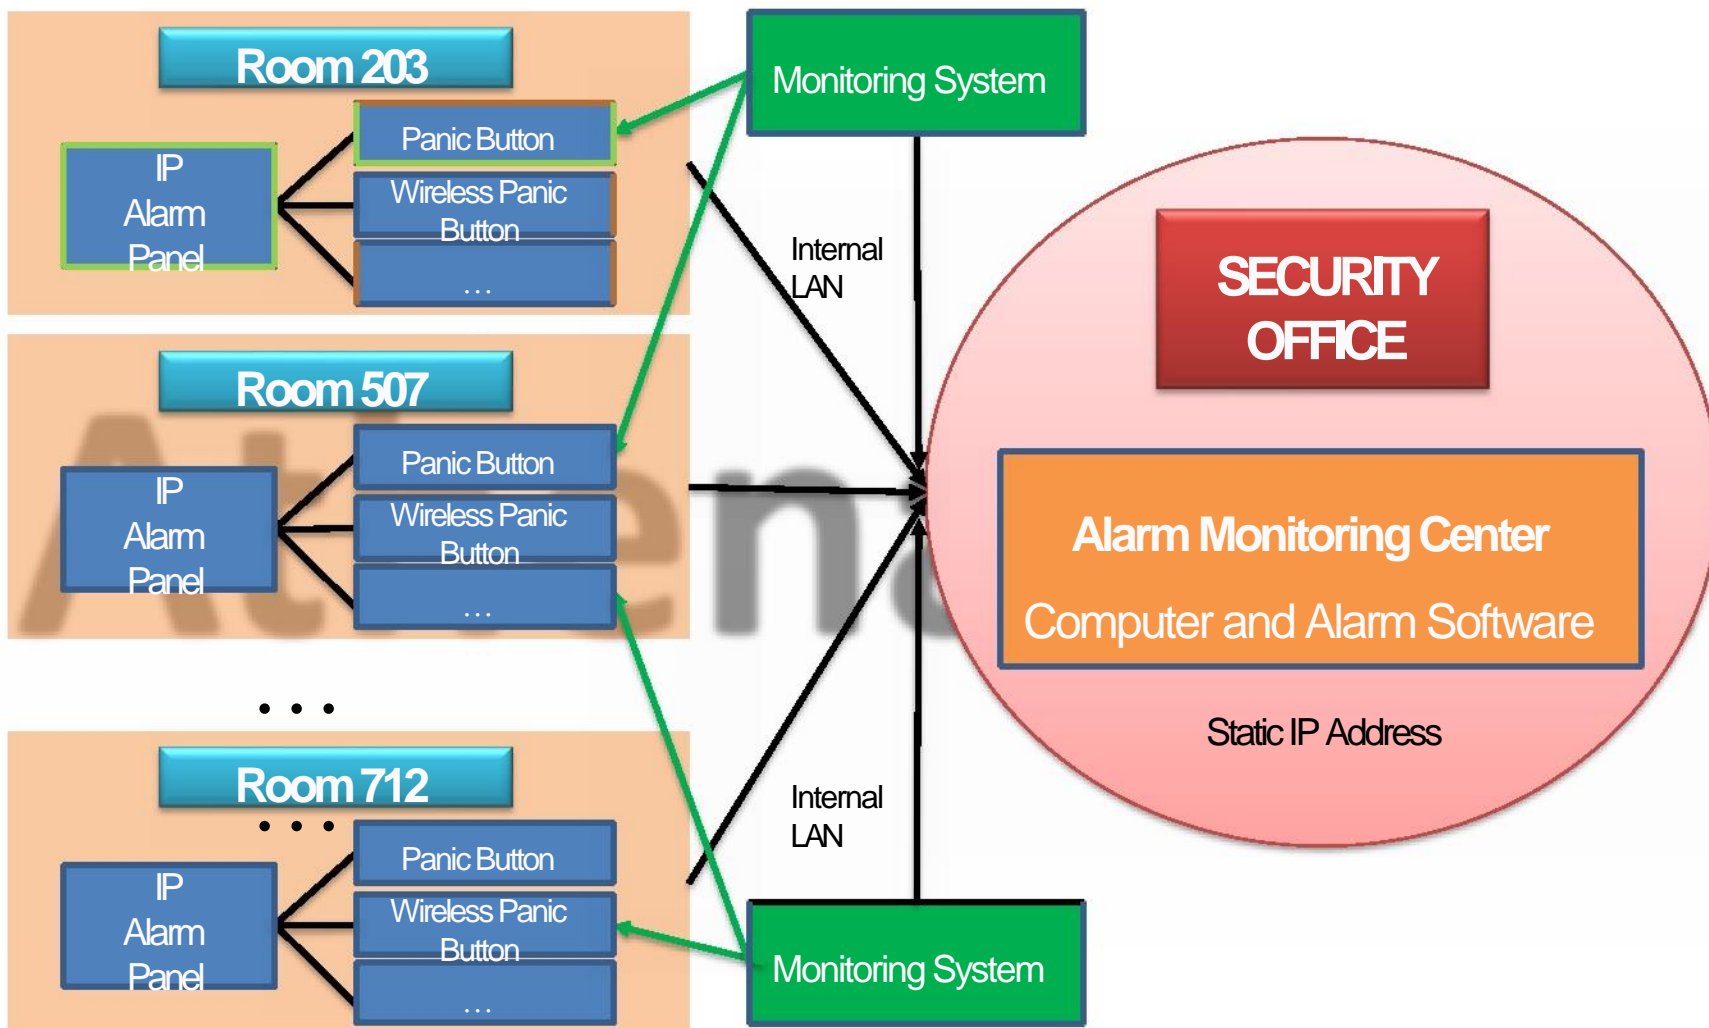 Room 203
IP
Alarm
Panel
Panic Button
Wireless Panic
Button
...
Room 507
IP
Alarm
Panel
Panic Button
Wireless Panic
Button
...
...
Room 712
...
IP
Alarm
Panel
Panic Button
Wireless Panic
Button
...
Monitoring System
Internal
LAN
Internal
LAN
Monitoring System
SECURITY
OFFICE
Alarm Monitoring Center
Computer and Alarm Software
Static IP Address